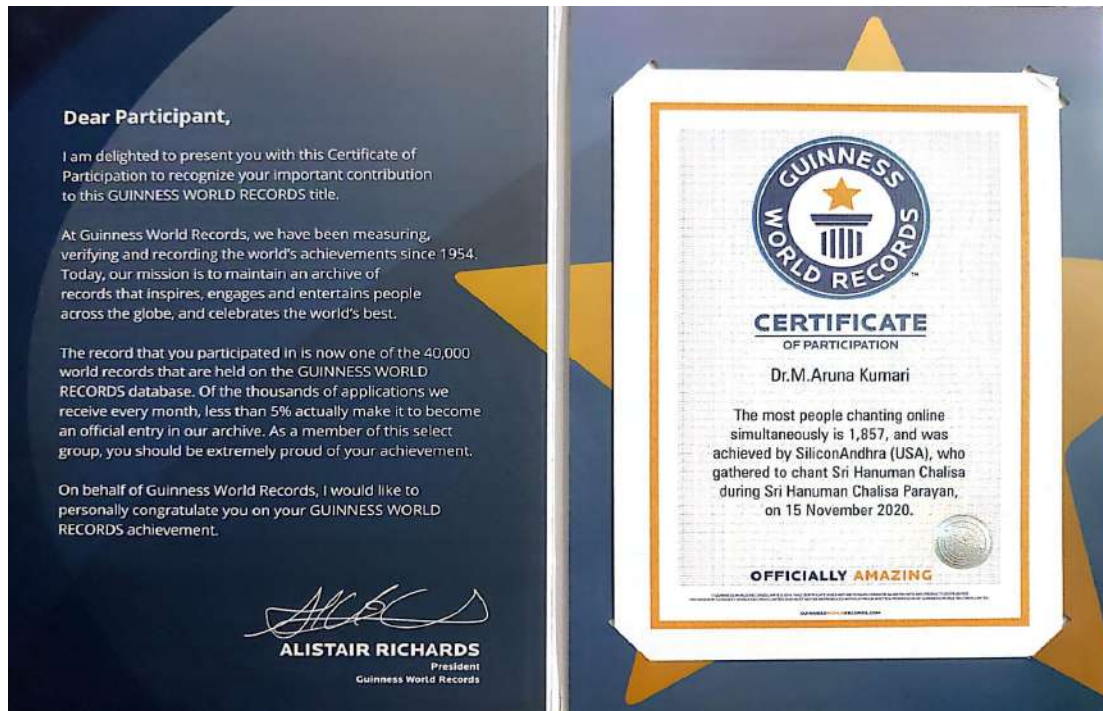 Dear Participant,
I am delighted to present you with this Certificate of
Participation to recognize your important contribution
to this GUINNESS WORLD RECORDS title.
At Guinness World Records, we have been measuring,
verifying and recording the world's achievements since 1954.
Today, our mission is to maintain an archive of
records that inspires, engages and entertains people
across the globe, and celebrates the world's best.
The record that you participated in is now one of the 40,000
world records that are held on the GUINNESS WORLD
RECORDS database. Of the thousands of applications we
receive every month, less than 5% actually make it to become
an official entry in our archive. As a member of this select
group, you should be extremely proud of your achievement.
On behalf of Guinness World Records, I would like to
personally congratulate you on your GUINNESS WORLD
RECORDS achievement.
ALISTAIR RICHARDS
President
Guinness World Records
GUINNESS
WORLD RECORDS
TM
CERTIFICATE
OF PARTICIPATION
Dr.M.Aruna Kumari
The most people chanting online
simultaneously is 1,857, and was
achieved by SiliconAndhra (USA), who
gathered to chant Sri Hanuman Chalisa
during Sri Hanuman Chalisa Parayan,
on 15 November 2020.
OFFICIALLY AMAZING
GUINNESSWORLDRECORDS.COM